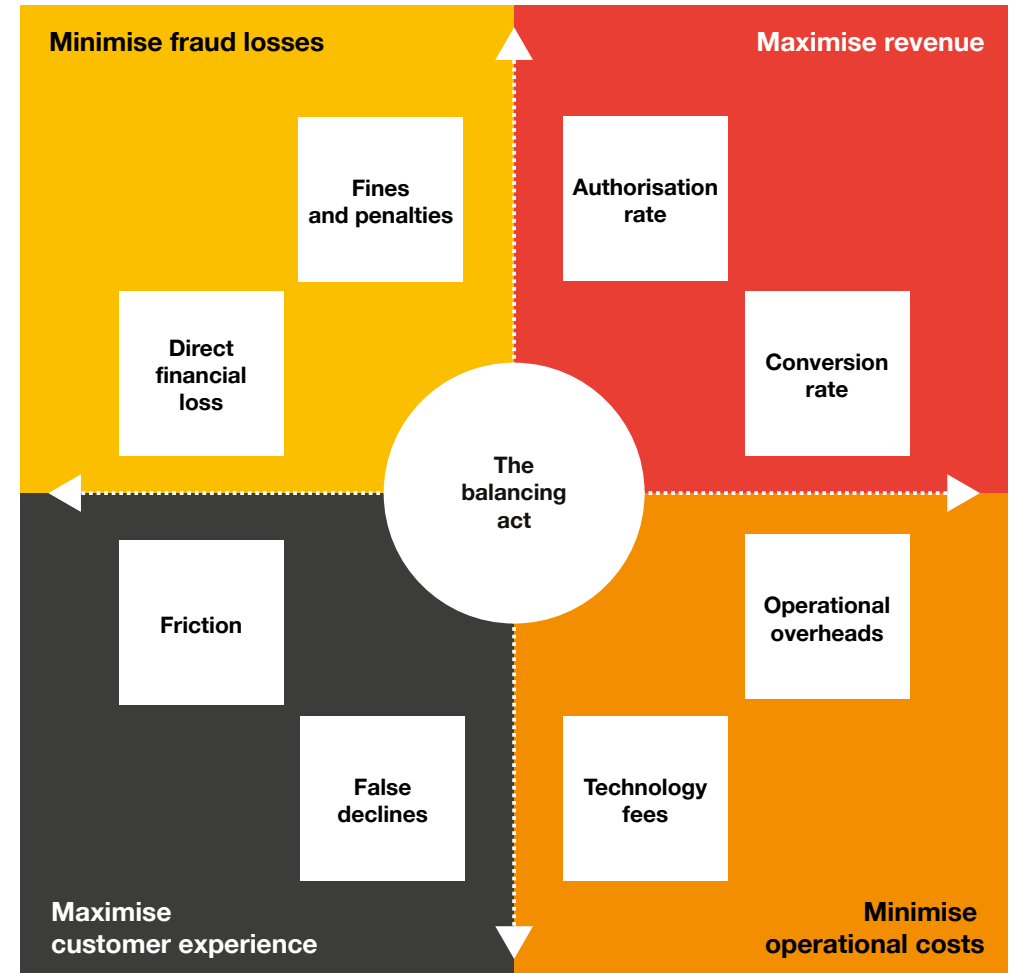 Minimise fraud losses
Maximise revenue
Fines
and penalties
Authorisation
rate
Direct
financial
loss
Conversion
rate
The
balancing
act
Friction
Operational
overheads
False
declines
Technology
fees
Maximise
customer experience
Minimise
operational costs